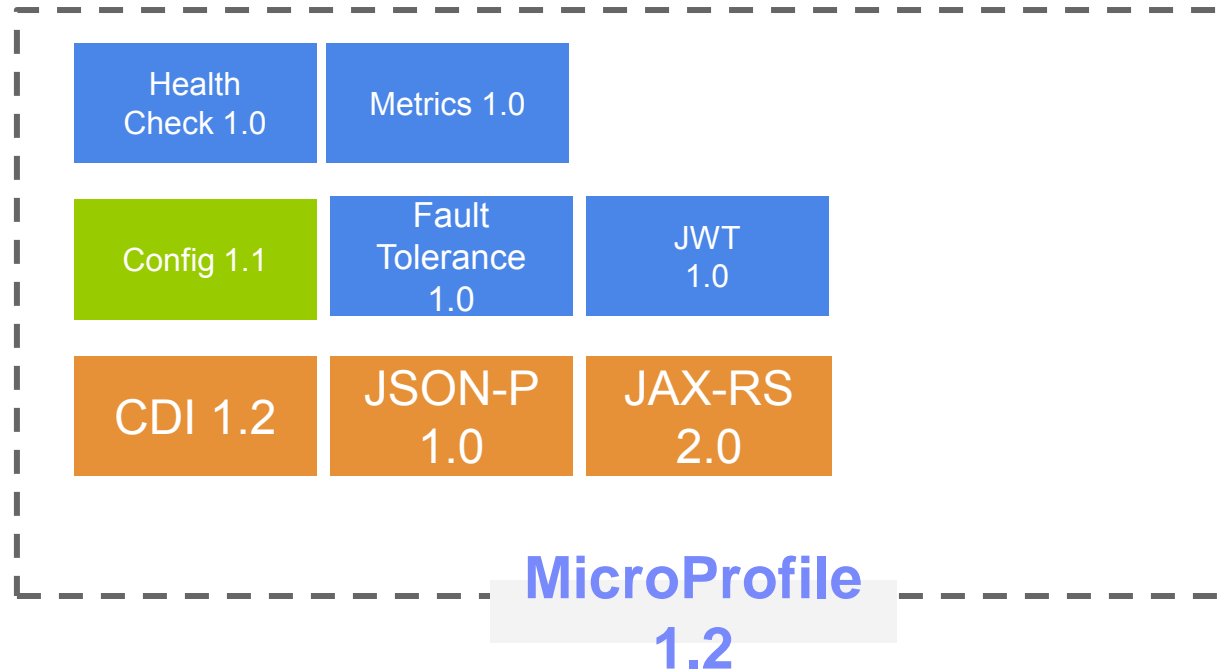 Health
Check 1.0
Metrics 1.0
Config 1.1
Fault
Tolerance
1.0
JWT
1.0
CDI 1.2
JSON-P
1.0
JAX-RS
2.0
MicroProfile
1.2